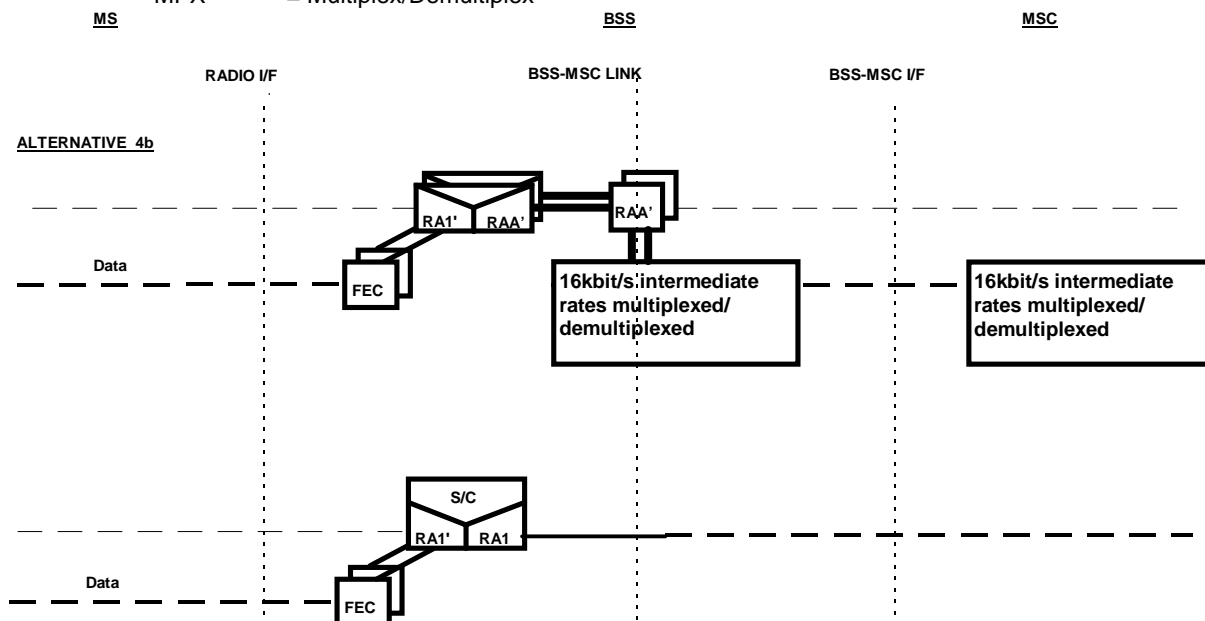 MPX = Multiplex/Demultiplex
MS BSS MSC
RADIO I/F BSS-MSC LINK BSS-MSC I/F
ALTERNATIVE 4b
RA1' RAA' RAA'
Data
FEC
16kbit/s intermediate
rates multiplexed/
demultiplexed
16kbit/s intermediate
rates multiplexed/
demultiplexed
S/C
RA1' RA1
Data
FEC